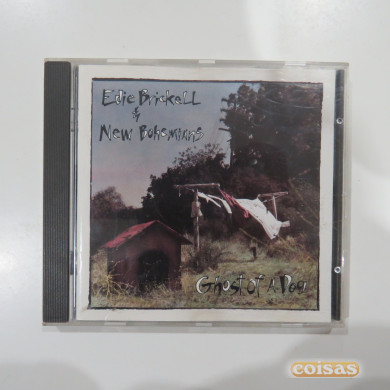 Edie Brickell
&
New Bohemians
Ghost of a Dog
coisas